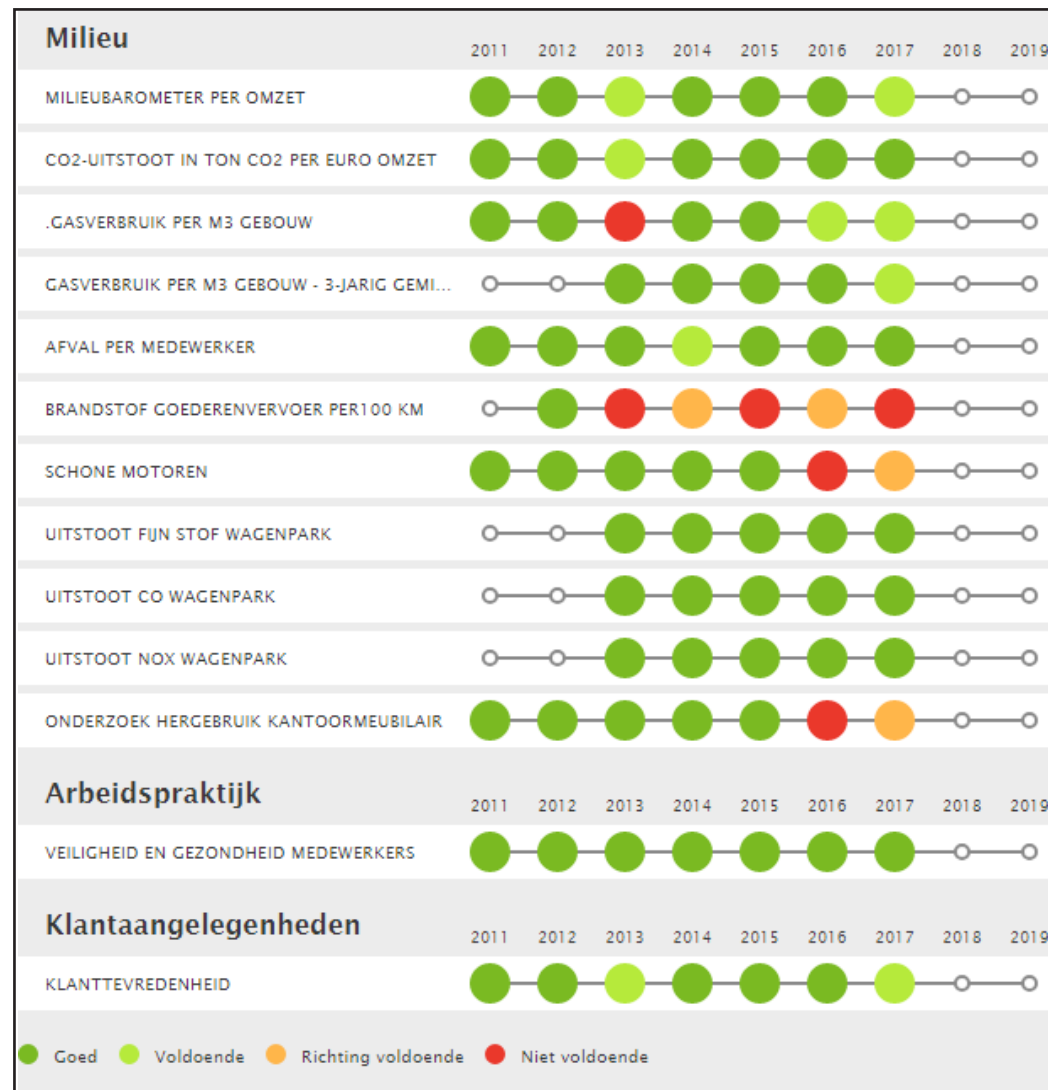 Milieu 2011 2012 2013 2014 2015 2016 2017 2018 2019
MILIEUBAROMETER PER OMZET
CO2-UITSTOOT IN TON CO2 PER EURO OMZET
.GASVERBRUIK PER M3 GEBOUW
GASVERBRUIK PER M3 GEBOUW - 3-JARIG GEMI...
AFVAL PER MEDEWERKER
BRANDSTOF GOEDERENVERVOER PER100 KM
SCHONE MOTOREN
UITSTOOT FIJN STOF WAGENPARK
UITSTOOT CO WAGENPARK
UITSTOOT NOX WAGENPARK
ONDERZOEK HERGEBRUIK KANTOORMEUBILAIR
Arbeidspraktijk 2011 2012 2013 2014 2015 2016 2017 2018 2019
VEILIGHEID EN GEZONDHEID MEDEWERKERS
Klantaangelegenheden 2011 2012 2013 2014 2015 2016 2017 2018 2019
KLANTTEVREDENHEID
Goed Voldoende Richting voldoende Niet voldoende